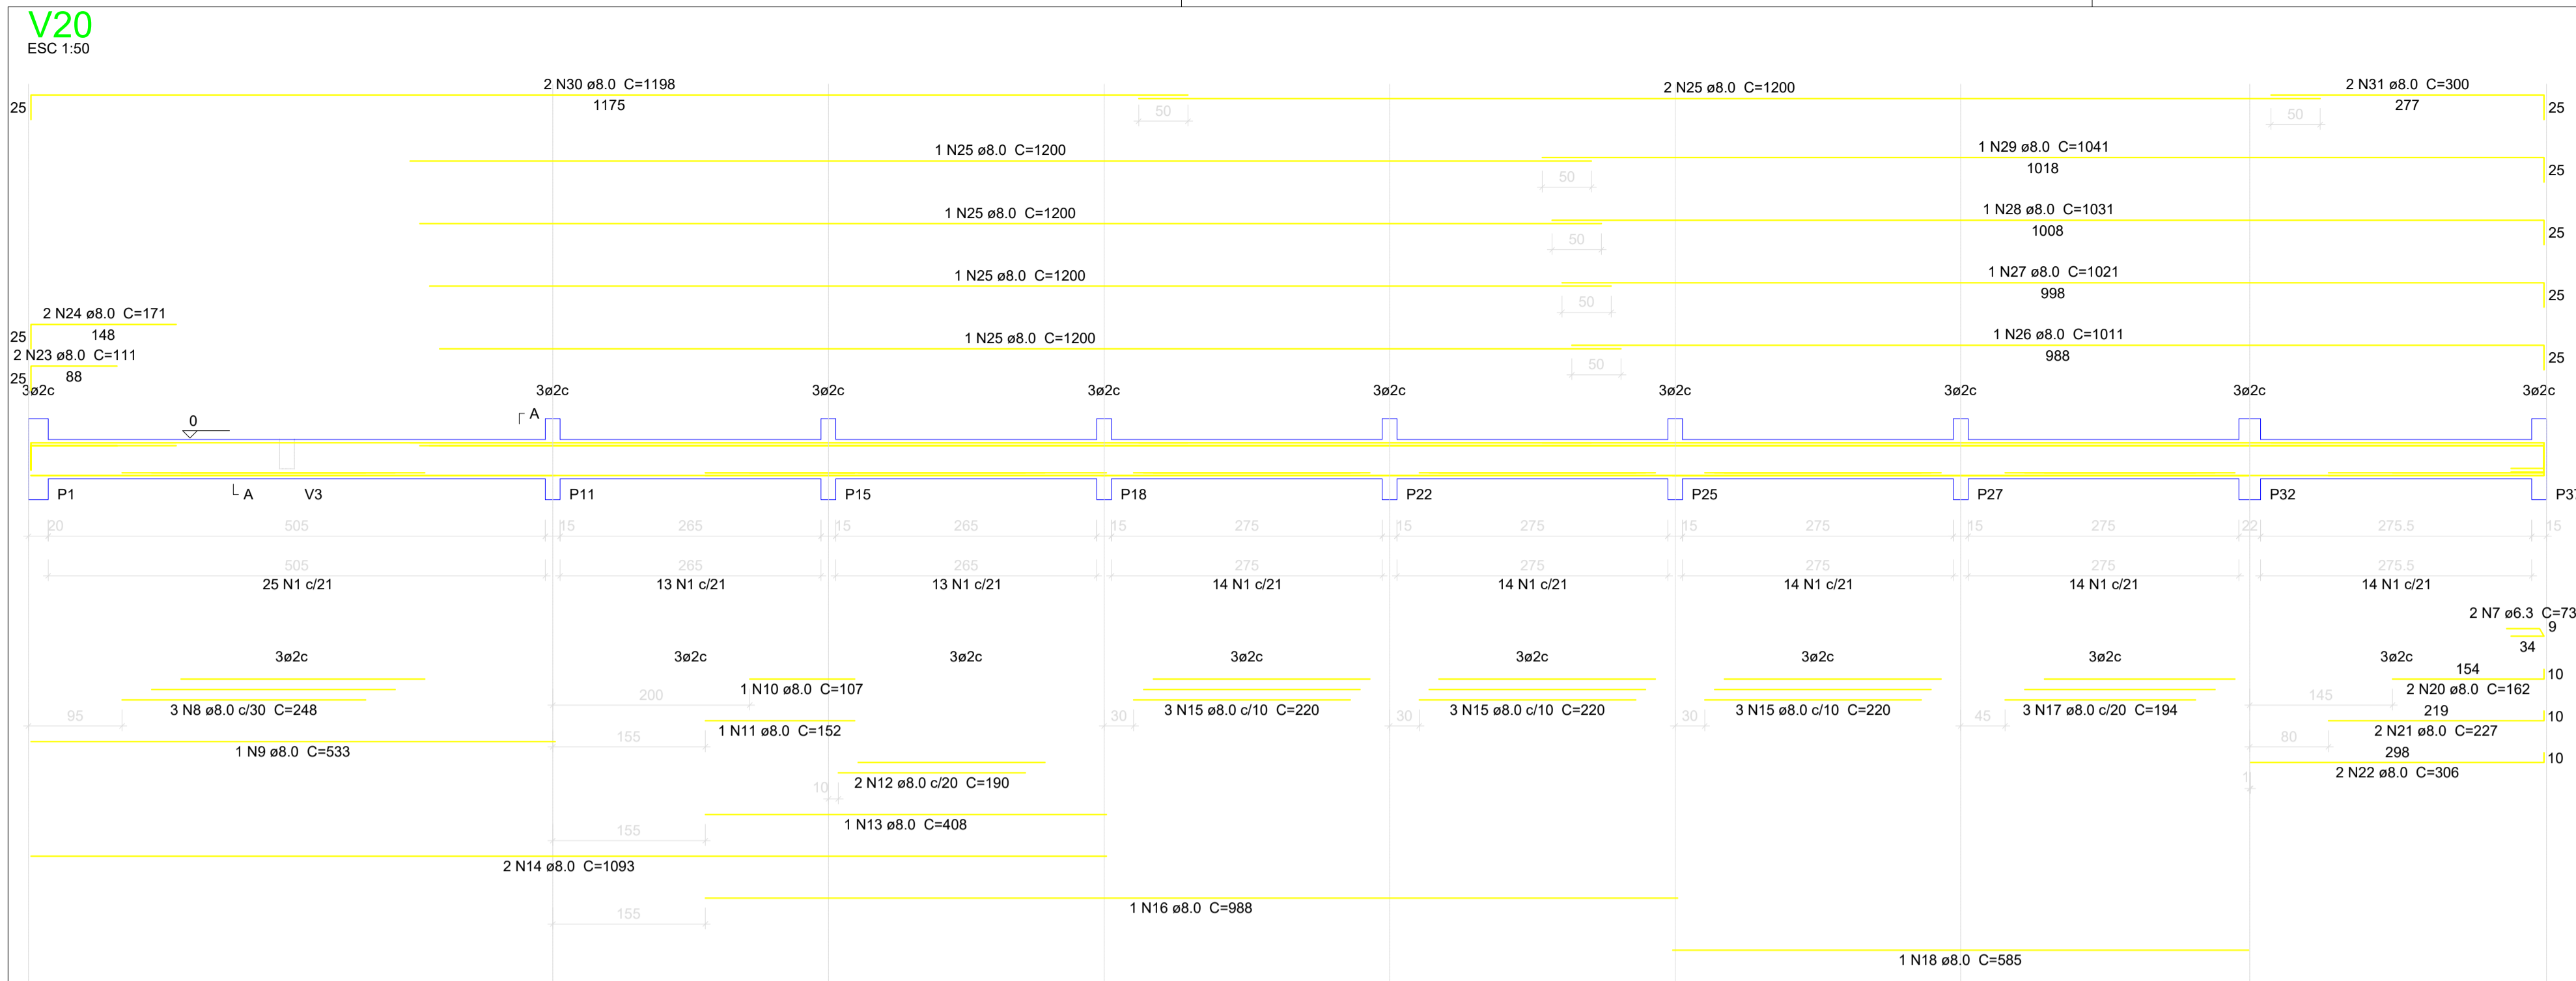 V20
ESC 1:50
2 N30 ø8.0 C=1198
2 N25 ø8.0 C=1200
2 N31 ø8.0 C=300
25
1175
50
50
277
25
1 N25 ø8.0 C=1200
1 N29 ø8.0 C=1041
50
1018
25
1 N25 ø8.0 C=1200
1 N28 ø8.0 C=1031
50
1008
25
1 N25 ø8.0 C=1200
1 N27 ø8.0 C=1021
50
998
25
2 N24 ø8.0 C=171
25
148
1 N25 ø8.0 C=1200
1 N26 ø8.0 C=1011
50
988
25
2 N23 ø8.0 C=111
25
88
3ø2c 3ø2c 3ø2c 3ø2c 3ø2c 3ø2c 3ø2c 3ø2c 3ø2c
0
A
P1 A V3 P11 P15 P18 P22 P25 P27 P32 P37
20 505 15 265 15 265 15 275 15 275 15 275 15 275 22 275.5 15
505 265 265 275 275 275 275 275.5
25 N1 c/21 13 N1 c/21 13 N1 c/21 14 N1 c/21 14 N1 c/21 14 N1 c/21 14 N1 c/21 14 N1 c/21
2 N7 ø6.3 C=73
9
34
3ø2c 3ø2c 3ø2c 3ø2c 3ø2c 3ø2c 3ø2c 3ø2c
154
10
1 N10 ø8.0 C=107
2 N20 ø8.0 C=162
200
145
95
3 N8 ø8.0 c/30 C=248
30
3 N15 ø8.0 c/10 C=220
30
3 N15 ø8.0 c/10 C=220
30
3 N15 ø8.0 c/10 C=220
45
3 N17 ø8.0 c/20 C=194
219
10
1 N11 ø8.0 C=152
2 N21 ø8.0 C=227
155
80
1 N9 ø8.0 C=533
298
10
2 N22 ø8.0 C=306
1
10
2 N12 ø8.0 c/20 C=190
155
1 N13 ø8.0 C=408
2 N14 ø8.0 C=1093
155
1 N16 ø8.0 C=988
1 N18 ø8.0 C=585